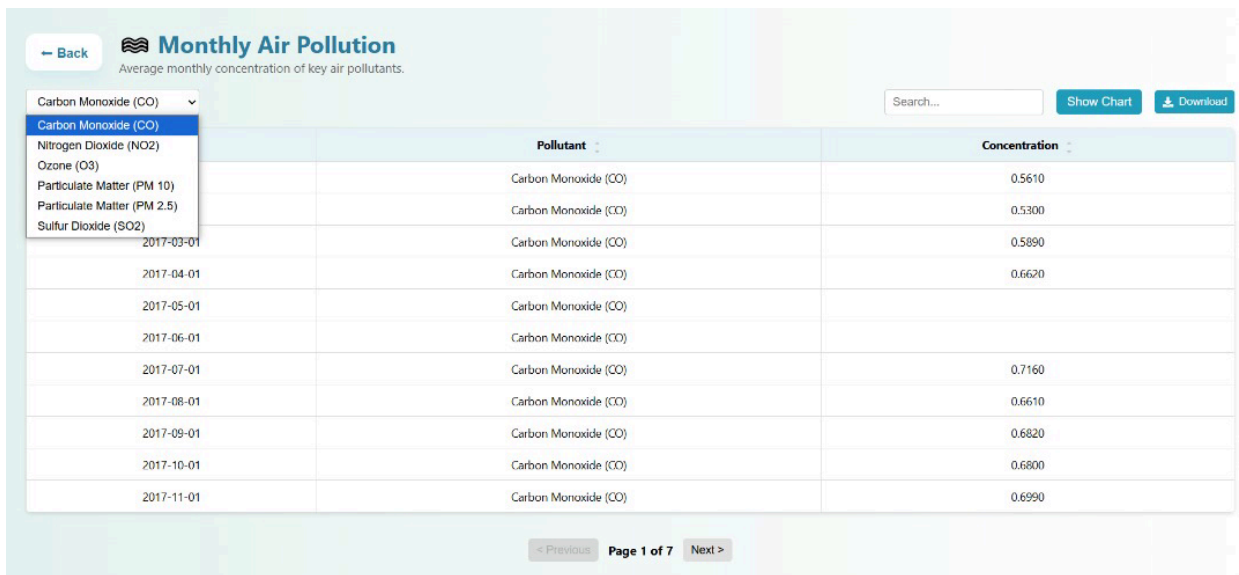 ← Back
Monthly Air Pollution
Average monthly concentration of key air pollutants.
Carbon Monoxide (CO)
Search...
Show Chart
Download
Carbon Monoxide (CO)
Nitrogen Dioxide (NO2)
Ozone (O3)
Particulate Matter (PM 10)
Particulate Matter (PM 2.5)
Sulfur Dioxide (SO2)
Pollutant Concentration
Carbon Monoxide (CO) 0.5610
Carbon Monoxide (CO) 0.5300
2017-03-01 Carbon Monoxide (CO) 0.5890
2017-04-01 Carbon Monoxide (CO) 0.6620
2017-05-01 Carbon Monoxide (CO)
2017-06-01 Carbon Monoxide (CO)
2017-07-01 Carbon Monoxide (CO) 0.7160
2017-08-01 Carbon Monoxide (CO) 0.6610
2017-09-01 Carbon Monoxide (CO) 0.6820
2017-10-01 Carbon Monoxide (CO) 0.6800
2017-11-01 Carbon Monoxide (CO) 0.6990
< Previous Page 1 of 7 Next >